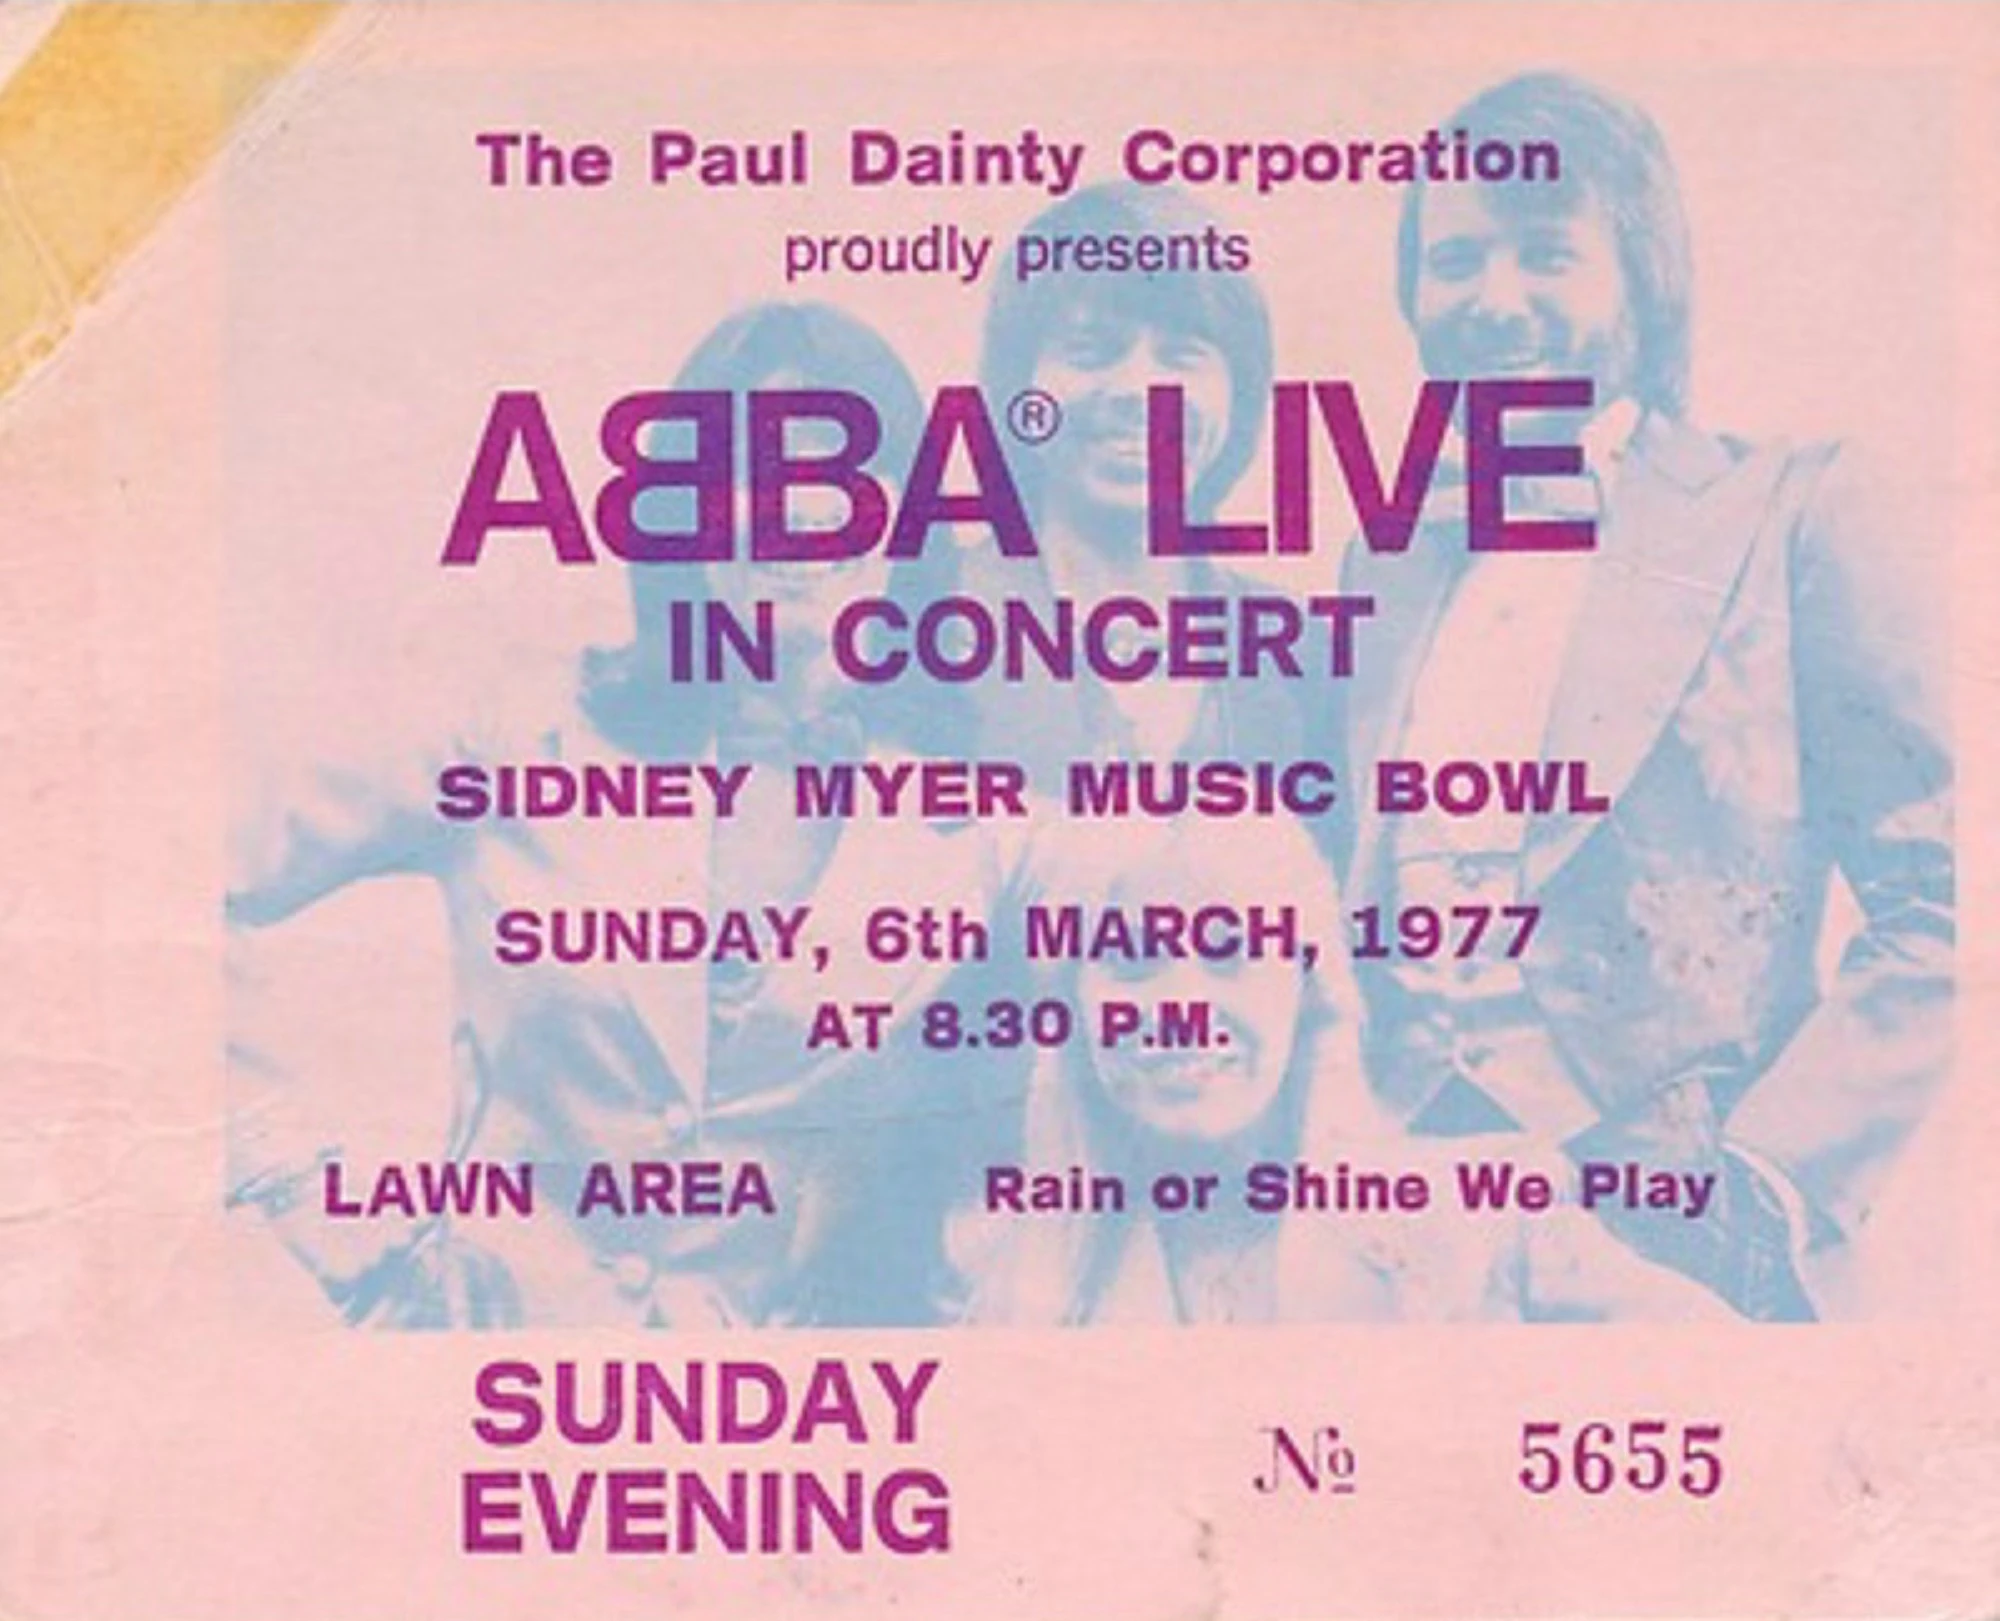 The Paul Dainty Corporation
proudly presents
ABBA® LIVE
IN CONCERT
SIDNEY MYER MUSIC BOWL
SUNDAY, 6th MARCH, 1977
AT 8.30 P.M.
LAWN AREA Rain or Shine We Play
SUNDAY
EVENING
№ 5655